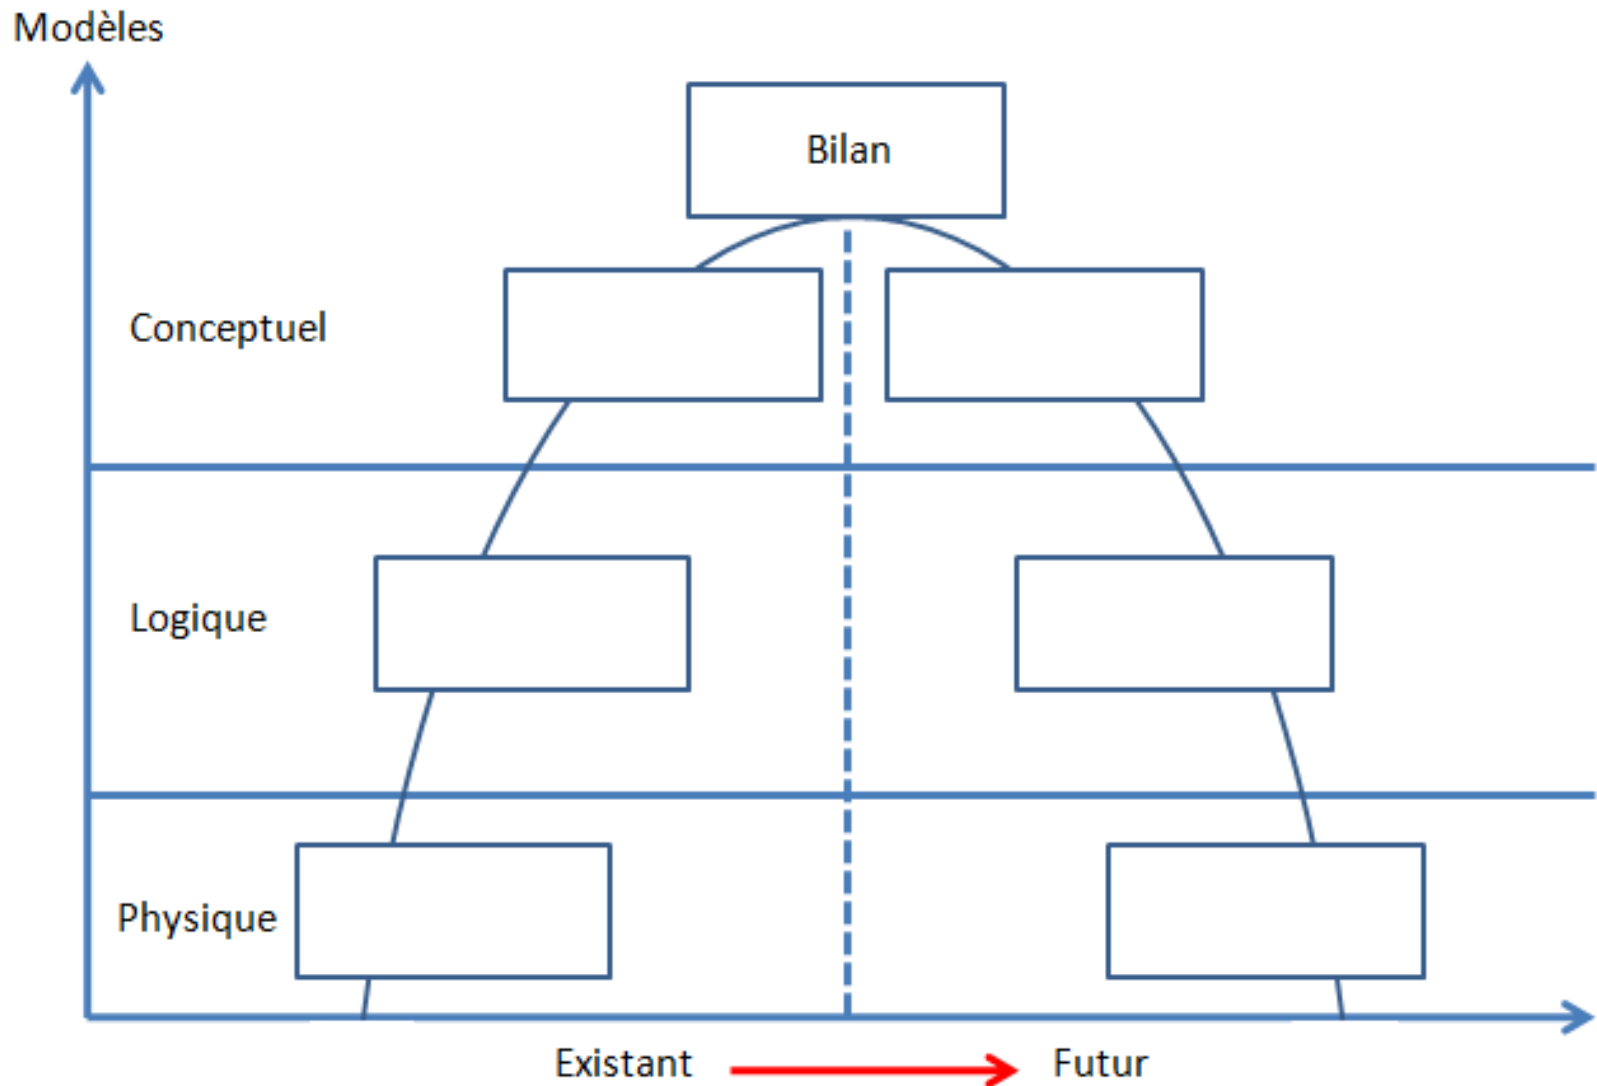 Modèles
Bilan
Conceptuel
Logique
Physique
Existant
Futur